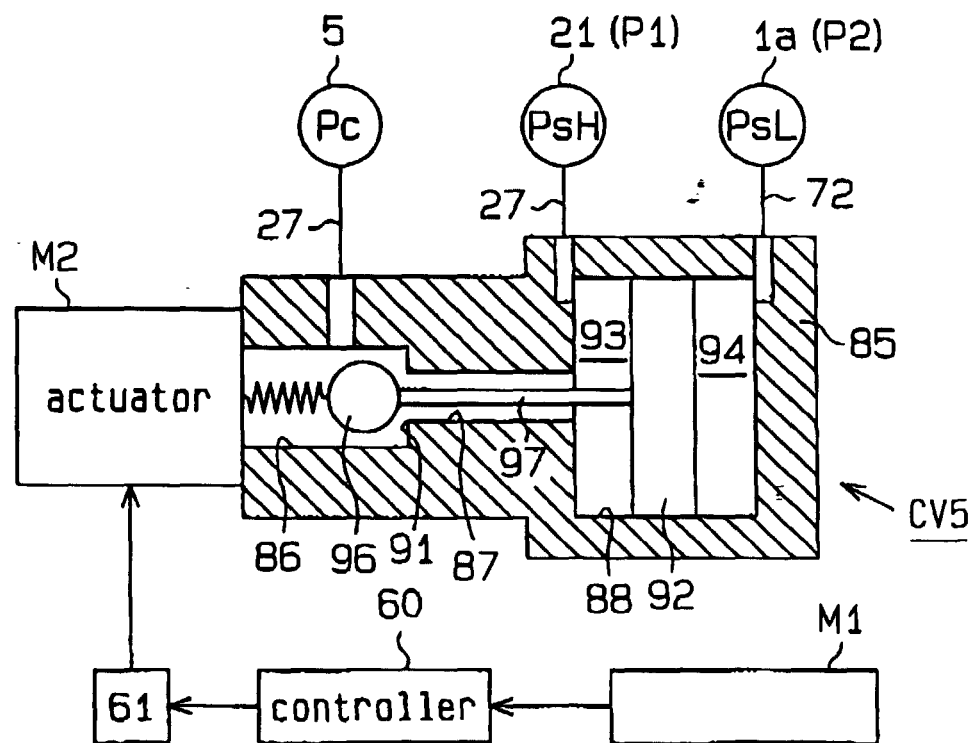 5
21 (P1)
1a (P2)
Pc
PsH
PsL
27
27
72
M2
93
94
85
actuator
97
CV5
86
96
91
87
88
92
60
M1
61
controller